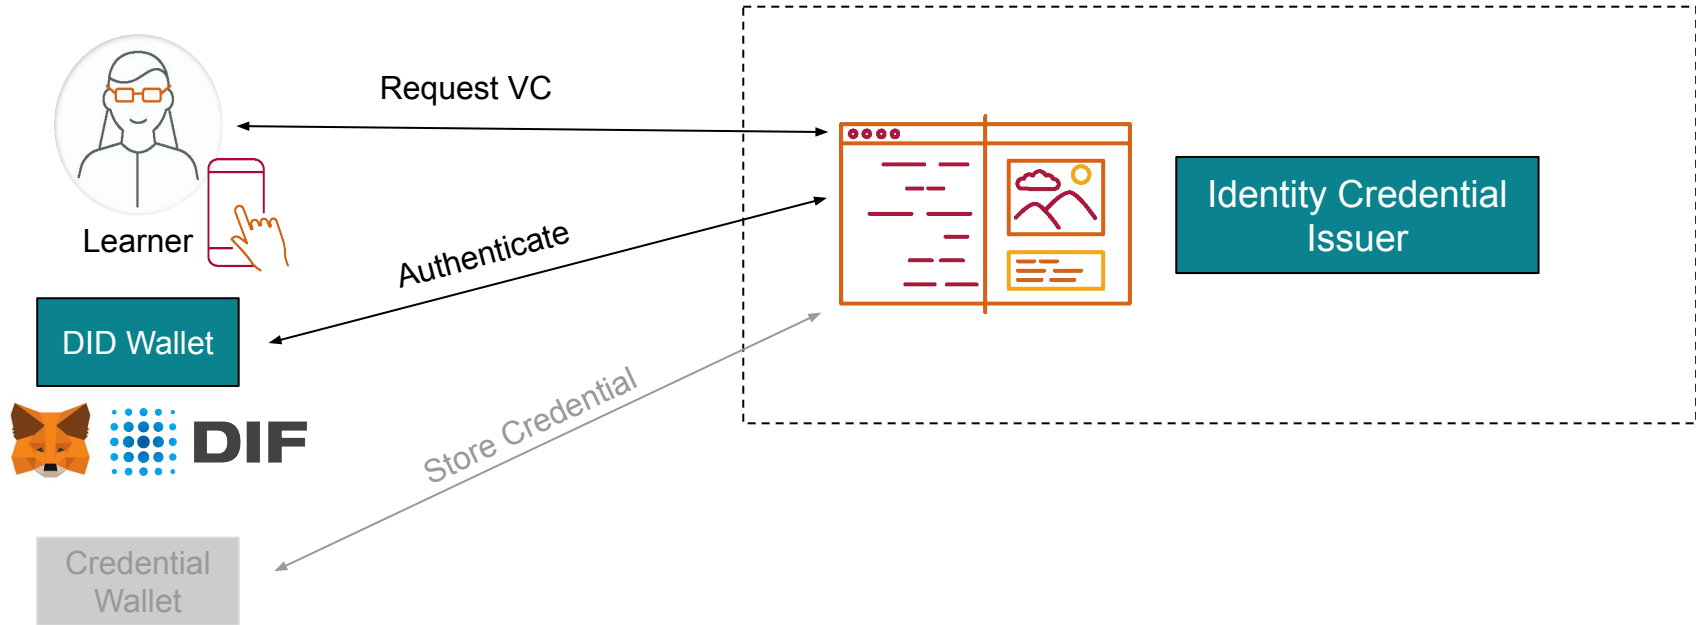 Request VC
Learner
Authenticate
Identity Credential
Issuer
DID Wallet
DIF
Store Credential
Credential
Wallet